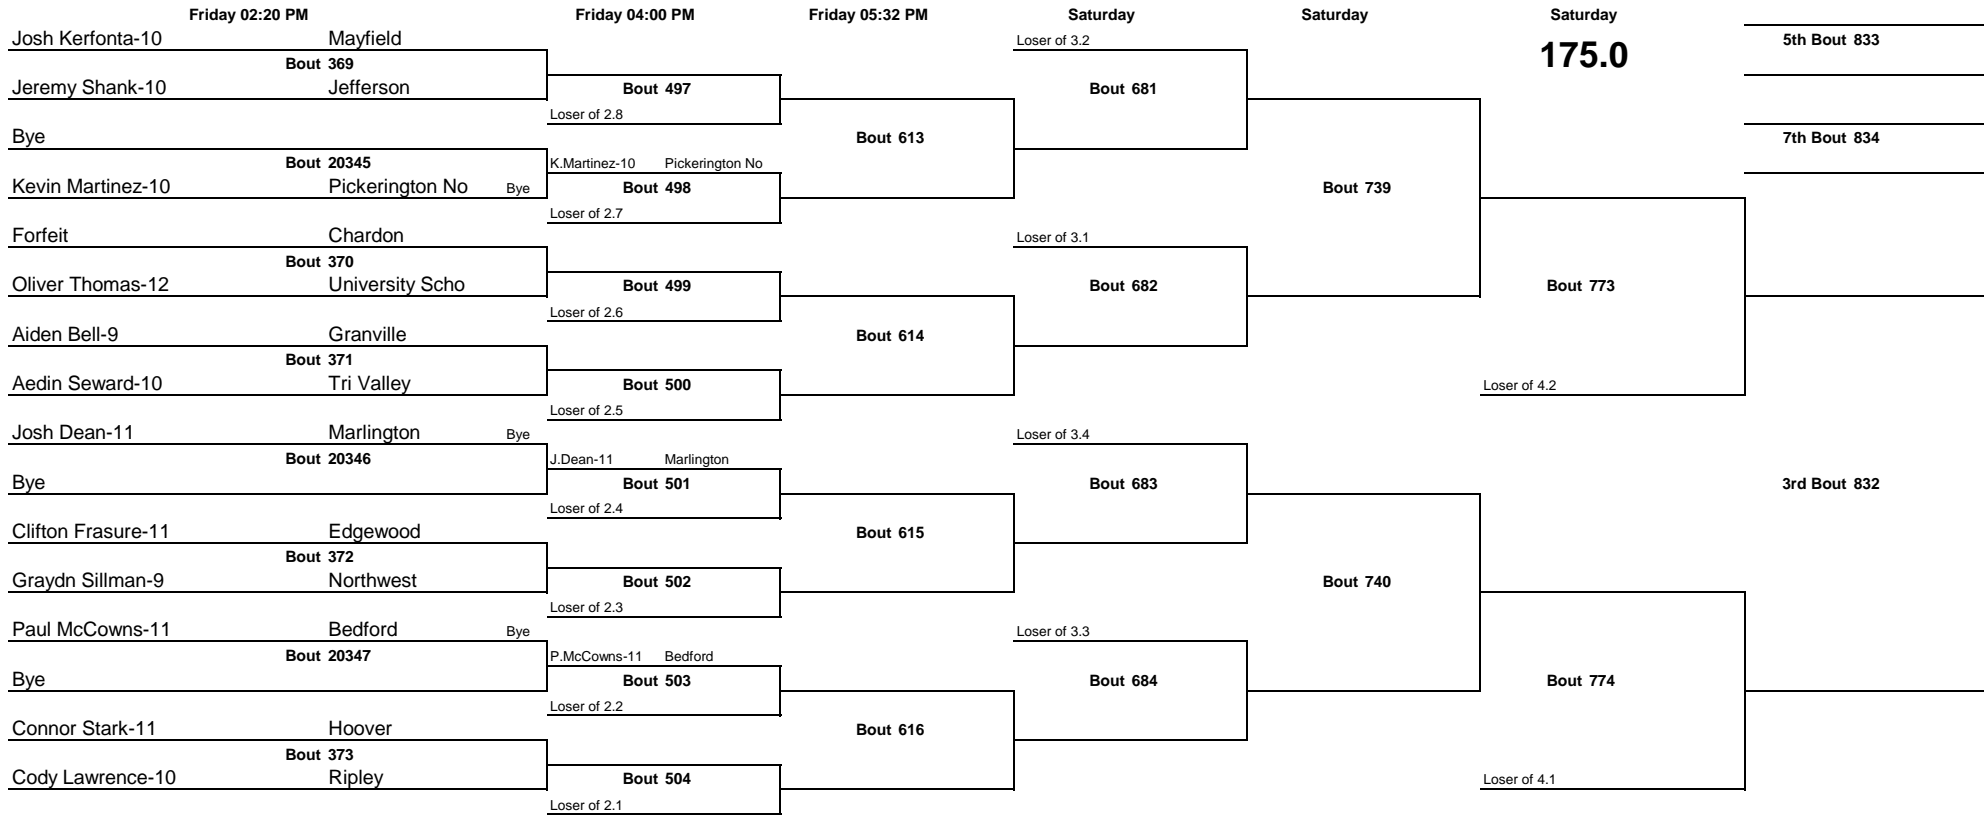 Friday 02:20 PM Friday 04:00 PM Friday 05:32 PM Saturday Saturday Saturday
Josh Kerfonta-10 Mayfield Loser of 3.2 175.0 5th Bout 833
Bout 369
Jeremy Shank-10 Jefferson Bout 497 Bout 681
Loser of 2.8
Bye Bout 613 7th Bout 834
Bout 20345 K.Martinez-10 Pickerington No
Kevin Martinez-10 Pickerington No Bye Bout 498 Bout 739
Loser of 2.7
Forfeit Chardon Loser of 3.1
Bout 370
Oliver Thomas-12 University Scho Bout 499 Bout 682 Bout 773
Loser of 2.6
Aiden Bell-9 Granville Bout 614
Bout 371
Aedin Seward-10 Tri Valley Bout 500 Loser of 4.2
Loser of 2.5
Josh Dean-11 Marlington Bye Loser of 3.4
Bout 20346 J.Dean-11 Marlington
Bye Bout 501 Bout 683 3rd Bout 832
Loser of 2.4
Clifton Frasure-11 Edgewood Bout 615
Bout 372
Graydn Sillman-9 Northwest Bout 502 Bout 740
Loser of 2.3
Paul McCowns-11 Bedford Bye Loser of 3.3
Bout 20347 P.McCowns-11 Bedford
Bye Bout 503 Bout 684 Bout 774
Loser of 2.2
Connor Stark-11 Hoover Bout 616
Bout 373
Cody Lawrence-10 Ripley Bout 504 Loser of 4.1
Loser of 2.1